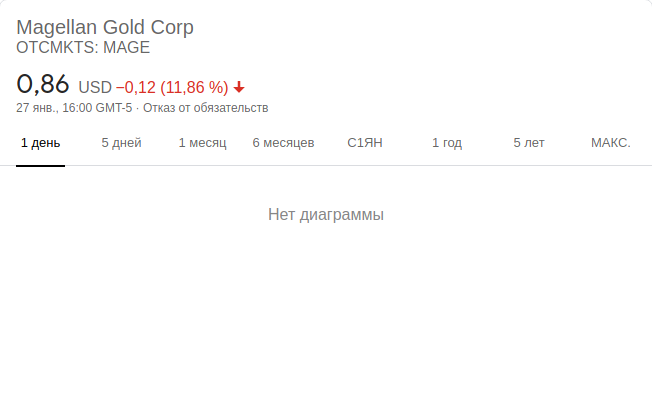 Magellan Gold Corp
OTCMKTS: MAGE
0,86 USD −0,12 (11,86 %)
27 янв., 16:00 GMT-5 · Отказ от обязательств
1 день 5 дней 1 месяц 6 месяцев С1ЯН 1 год 5 лет МАКС.
Нет диаграммы